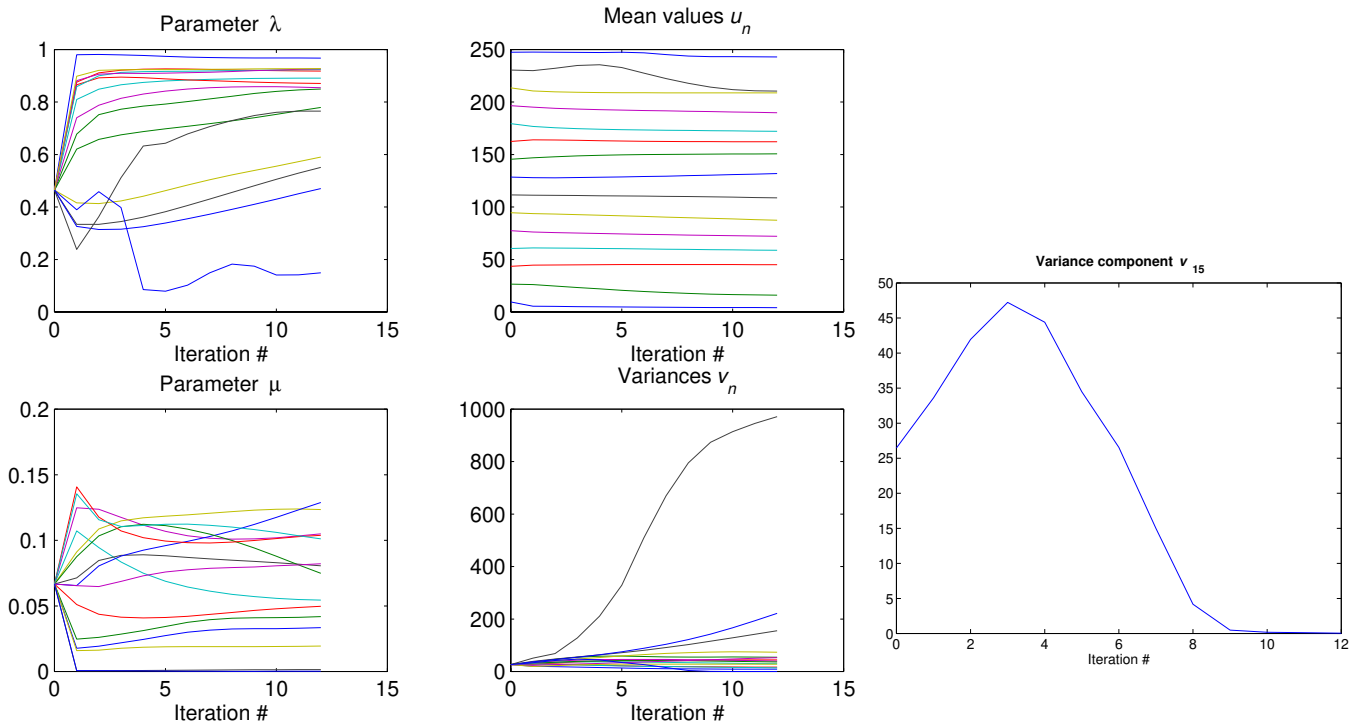 Parameter λ
1
0.8
0.6
0.4
0.2
0
0 5 10 15
Iteration #
Mean values u_n
250
200
150
100
50
0
0 5 10 15
Iteration #
Parameter μ
0.2
0.15
0.1
0.05
0
0 5 10 15
Iteration #
Variances v_n
1000
800
600
400
200
0
0 5 10 15
Iteration #
Variance component v_15
50
45
40
35
30
25
20
15
10
5
0
0 2 4 6 8 10 12
Iteration #